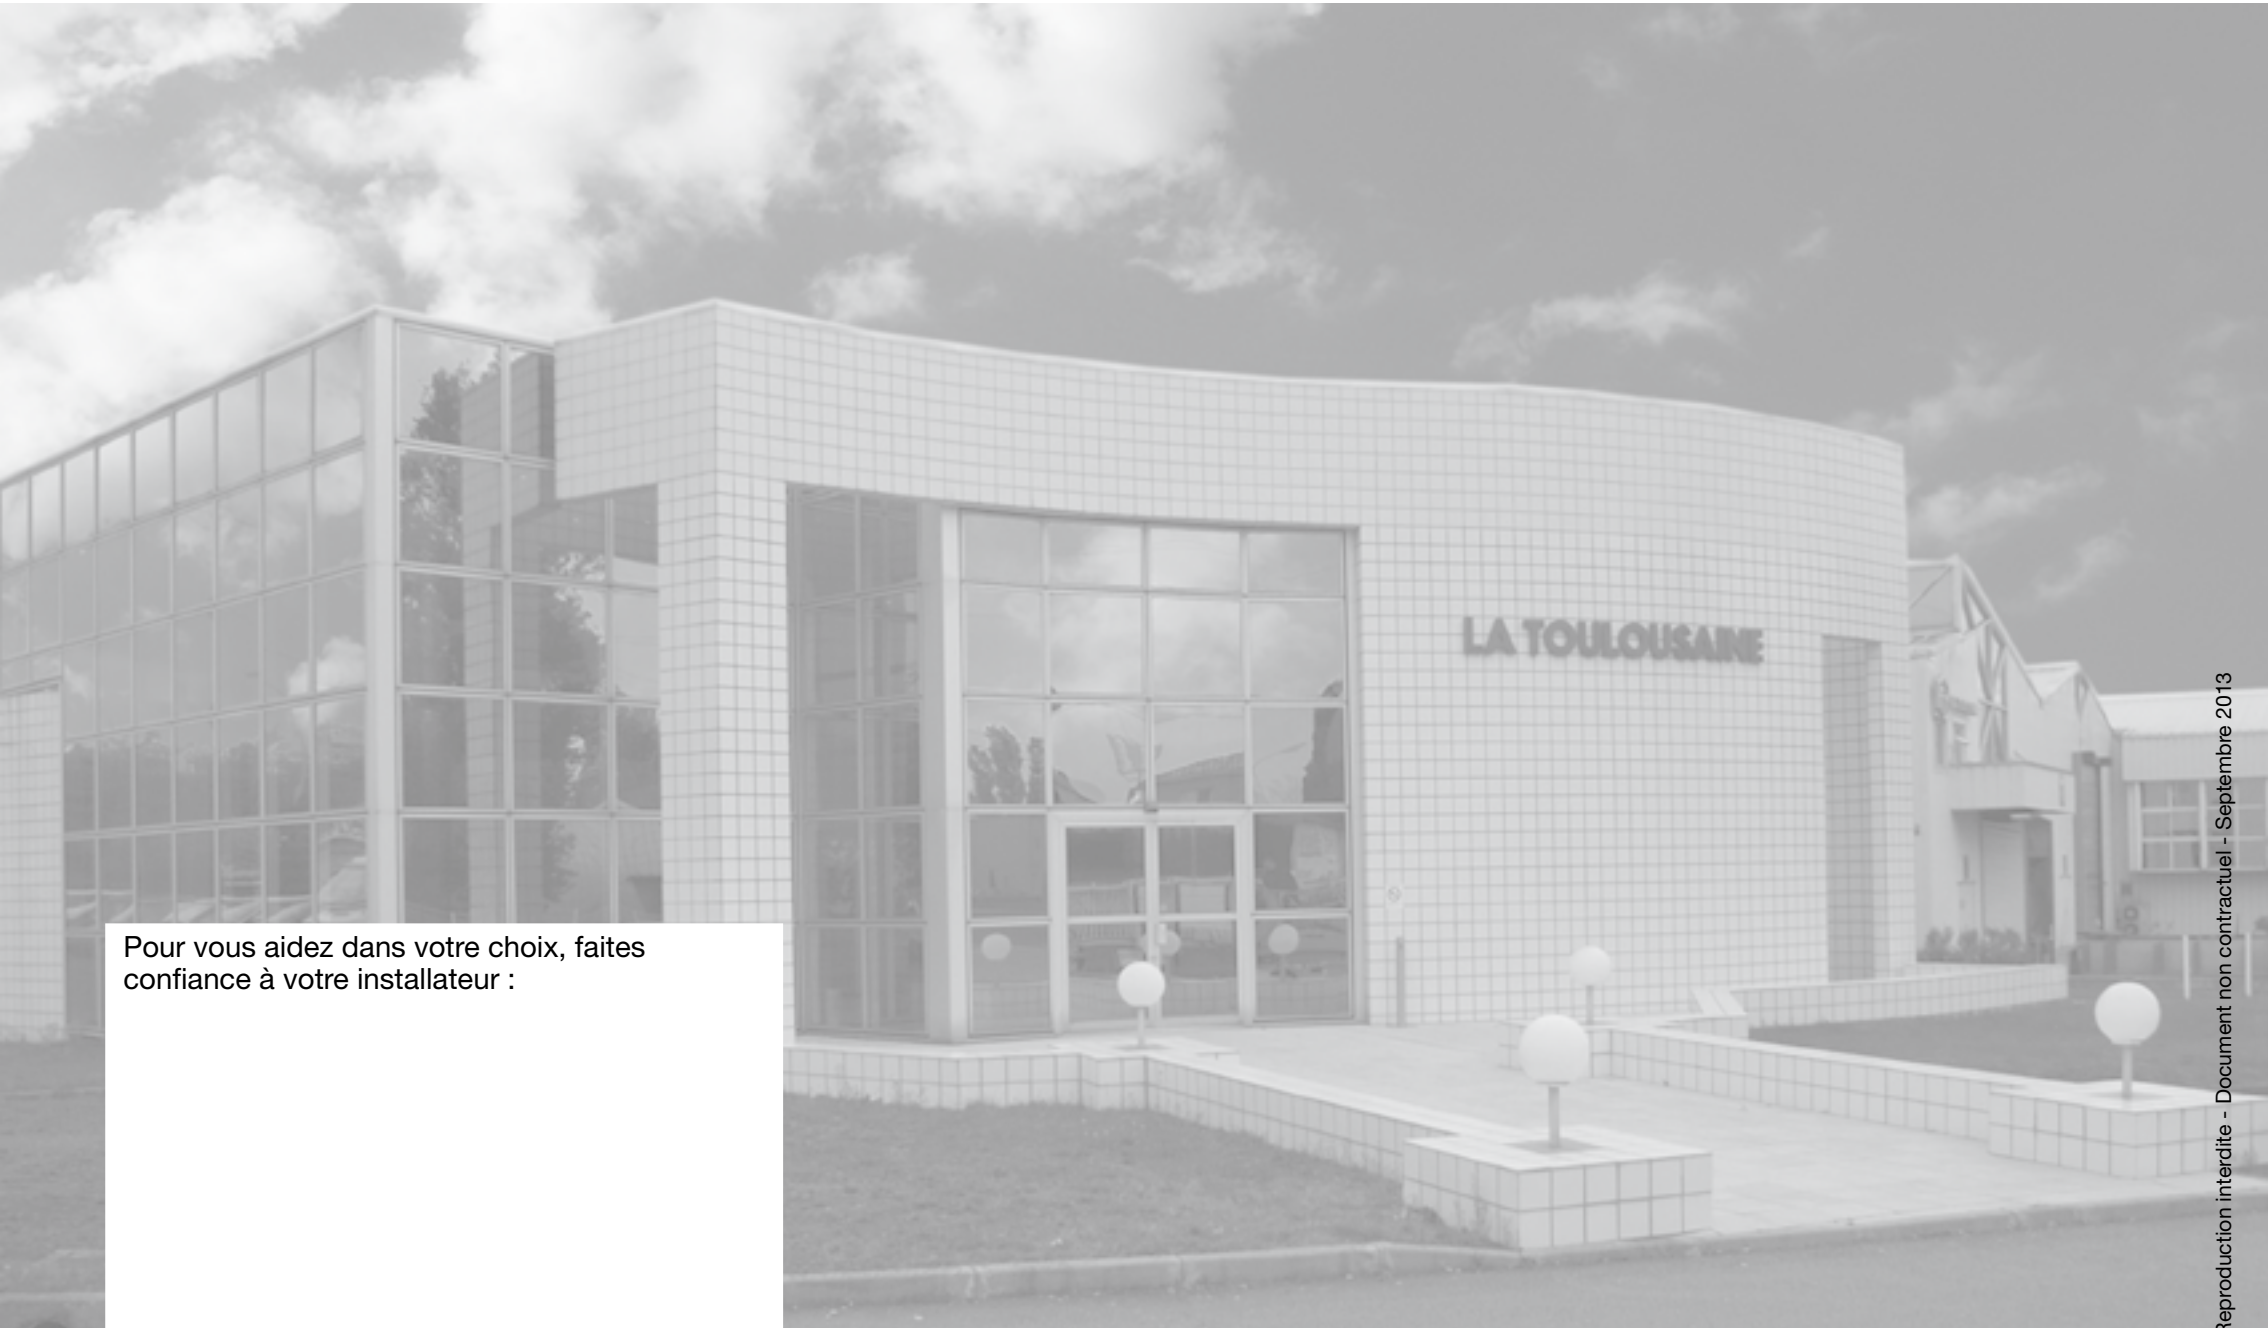 LA TOULOUSAINE
Pour vous aidez dans votre choix, faites
confiance à votre installateur :
Reproduction interdite - Document non contractuel - Septembre 2013